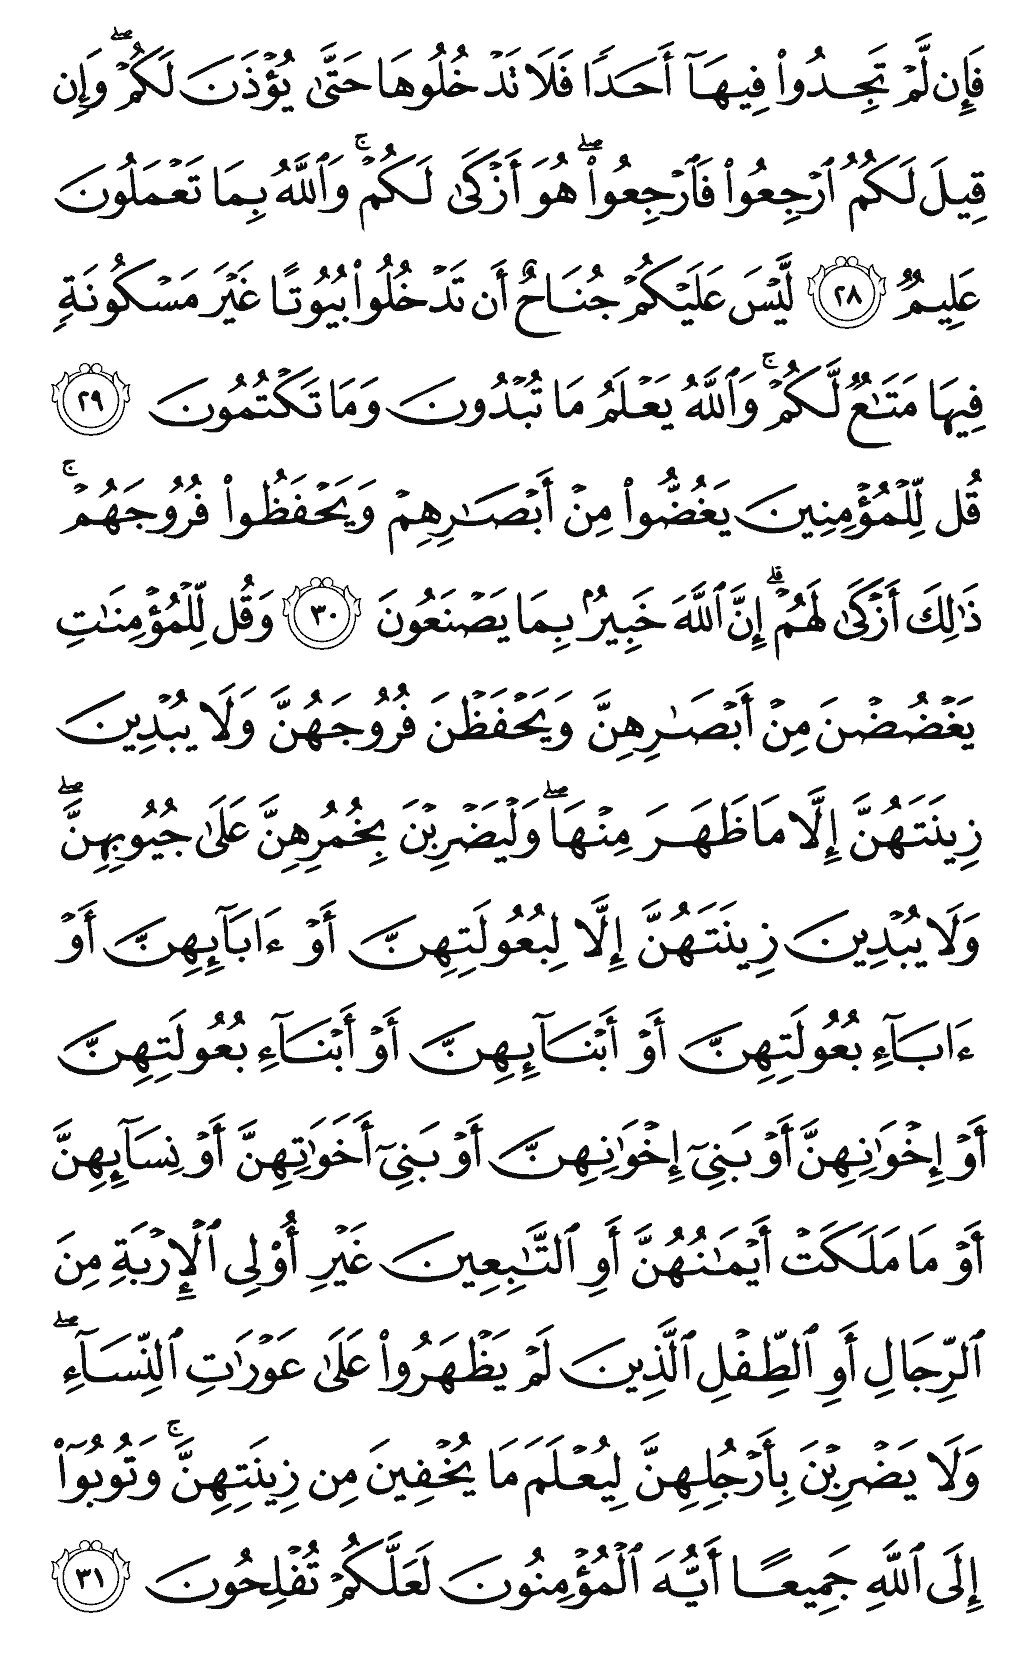 فَإِن لَّمْ تَجِدُوا۟ فِيهَآ أَحَدًا فَلَا تَدْخُلُوهَا حَتَّىٰ يُؤْذَنَ لَكُمْ ۖ وَإِن
قِيلَ لَكُمُ ٱرْجِعُوا۟ فَٱرْجِعُوا۟ ۖ هُوَ أَزْكَىٰ لَكُمْ ۚ وَٱللَّهُ بِمَا تَعْمَلُونَ
عَلِيمٌ ٢٨ لَّيْسَ عَلَيْكُمْ جُنَاحٌ أَن تَدْخُلُوا۟ بُيُوتًا غَيْرَ مَسْكُونَةٍ
فِيهَا مَتَٰعٌ لَّكُمْ ۚ وَٱللَّهُ يَعْلَمُ مَا تُبْدُونَ وَمَا تَكْتُمُونَ ٢٩
قُل لِّلْمُؤْمِنِينَ يَغُضُّوا۟ مِنْ أَبْصَٰرِهِمْ وَيَحْفَظُوا۟ فُرُوجَهُمْ ۚ
ذَٰلِكَ أَزْكَىٰ لَهُمْ ۗ إِنَّ ٱللَّهَ خَبِيرٌۢ بِمَا يَصْنَعُونَ ٣٠ وَقُل لِّلْمُؤْمِنَٰتِ
يَغْضُضْنَ مِنْ أَبْصَٰرِهِنَّ وَيَحْفَظْنَ فُرُوجَهُنَّ وَلَا يُبْدِينَ
زِينَتَهُنَّ إِلَّا مَا ظَهَرَ مِنْهَا ۖ وَلْيَضْرِبْنَ بِخُمُرِهِنَّ عَلَىٰ جُيُوبِهِنَّ ۖ
وَلَا يُبْدِينَ زِينَتَهُنَّ إِلَّا لِبُعُولَتِهِنَّ أَوْ ءَابَآئِهِنَّ أَوْ
ءَابَآءِ بُعُولَتِهِنَّ أَوْ أَبْنَآئِهِنَّ أَوْ أَبْنَآءِ بُعُولَتِهِنَّ
أَوْ إِخْوَٰنِهِنَّ أَوْ بَنِىٓ إِخْوَٰنِهِنَّ أَوْ بَنِىٓ أَخَوَٰتِهِنَّ أَوْ نِسَآئِهِنَّ
أَوْ مَا مَلَكَتْ أَيْمَٰنُهُنَّ أَوِ ٱلتَّٰبِعِينَ غَيْرِ أُو۟لِى ٱلْإِرْبَةِ مِنَ
ٱلرِّجَالِ أَوِ ٱلطِّفْلِ ٱلَّذِينَ لَمْ يَظْهَرُوا۟ عَلَىٰ عَوْرَٰتِ ٱلنِّسَآءِ ۖ
وَلَا يَضْرِبْنَ بِأَرْجُلِهِنَّ لِيُعْلَمَ مَا يُخْفِينَ مِن زِينَتِهِنَّ ۚ وَتُوبُوٓا۟
إِلَى ٱللَّهِ جَمِيعًا أَيُّهَ ٱلْمُؤْمِنُونَ لَعَلَّكُمْ تُفْلِحُونَ ٣١